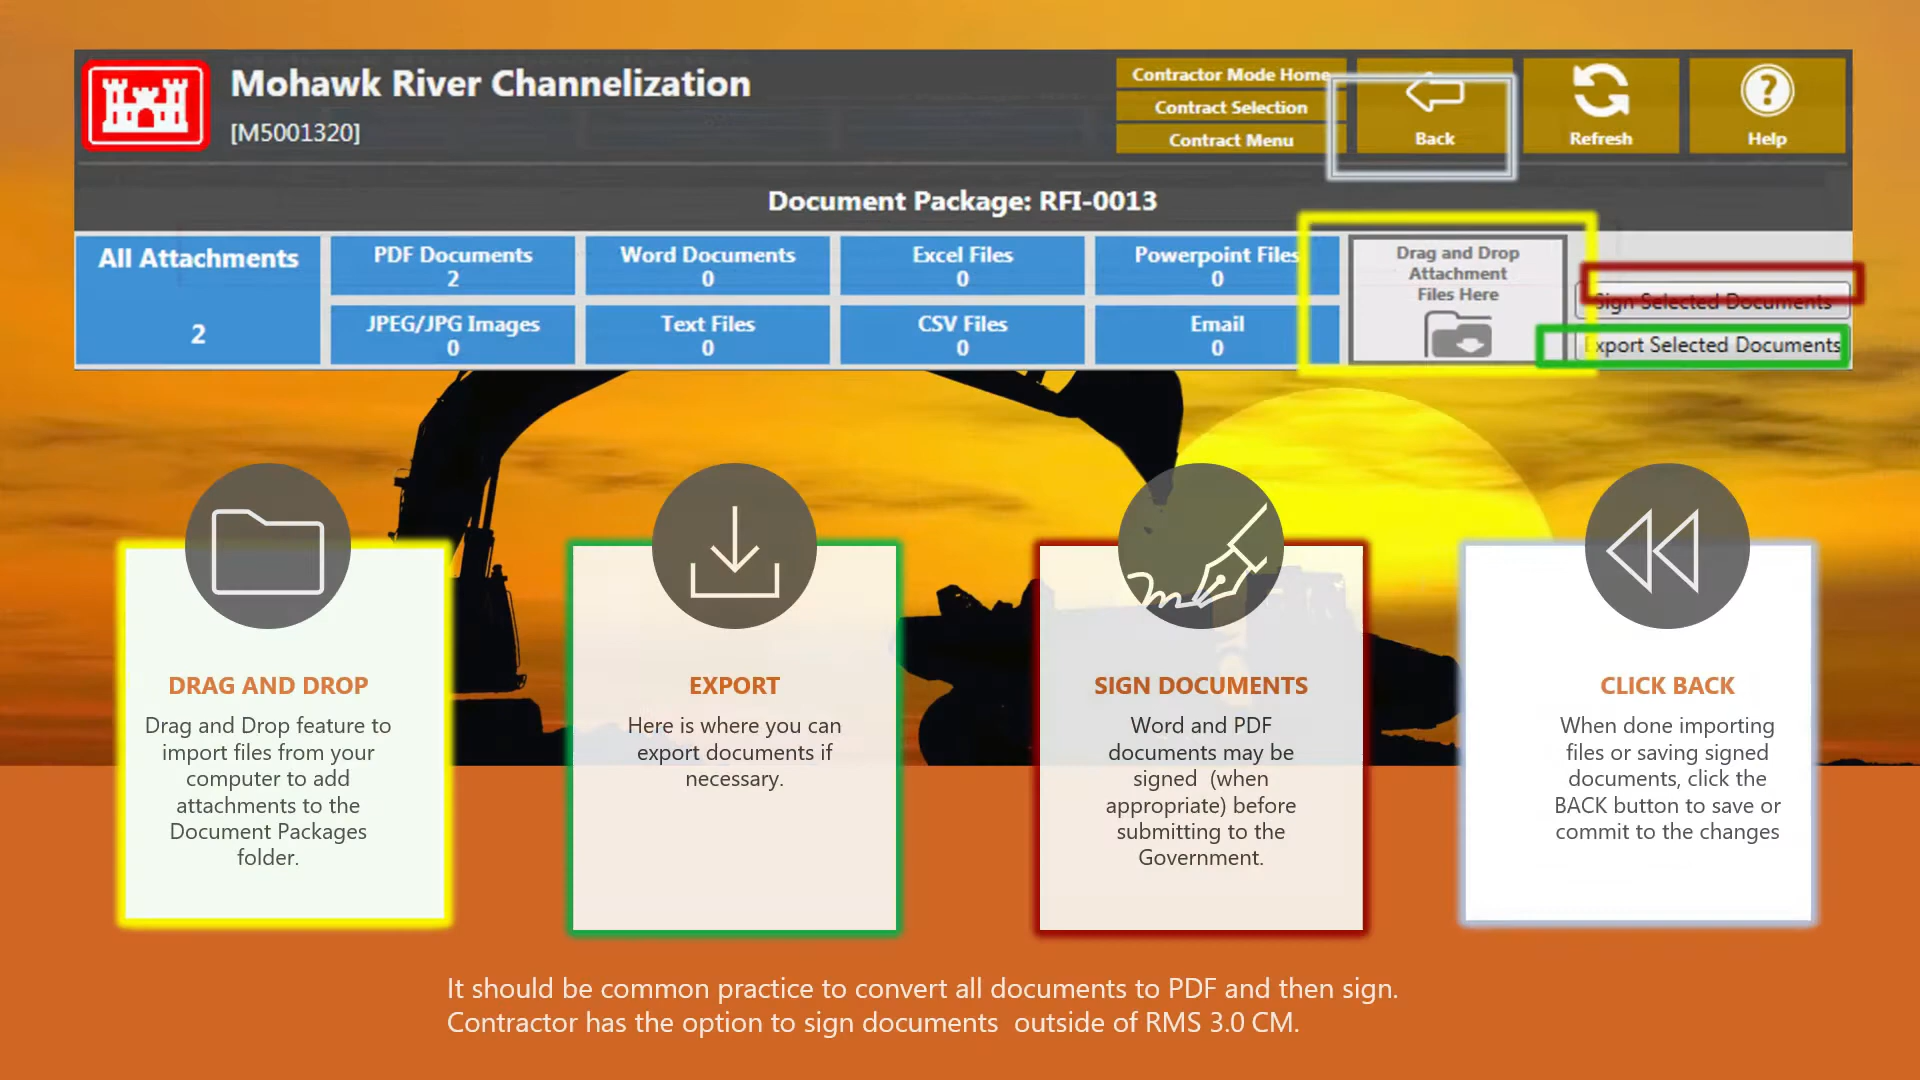 Mohawk River Channelization
[M5001320]
Contractor Mode Home
Contract Selection
Contract Menu
Back
Refresh
Help
Document Package: RFI-0013
All Attachments
2
PDF Documents
2
Word Documents
0
Excel Files
0
Powerpoint Files
0
JPEG/JPG Images
0
Text Files
0
CSV Files
0
Email
0
Drag and Drop
Attachment
Files Here
Sign Selected Documents
Export Selected Documents
DRAG AND DROP
Drag and Drop feature to
import files from your
computer to add
attachments to the
Document Packages
folder.
EXPORT
Here is where you can
export documents if
necessary.
SIGN DOCUMENTS
Word and PDF
documents may be
signed (when
appropriate) before
submitting to the
Government.
CLICK BACK
When done importing
files or saving signed
documents, click the
BACK button to save or
commit to the changes
It should be common practice to convert all documents to PDF and then sign.
Contractor has the option to sign documents outside of RMS 3.0 CM.